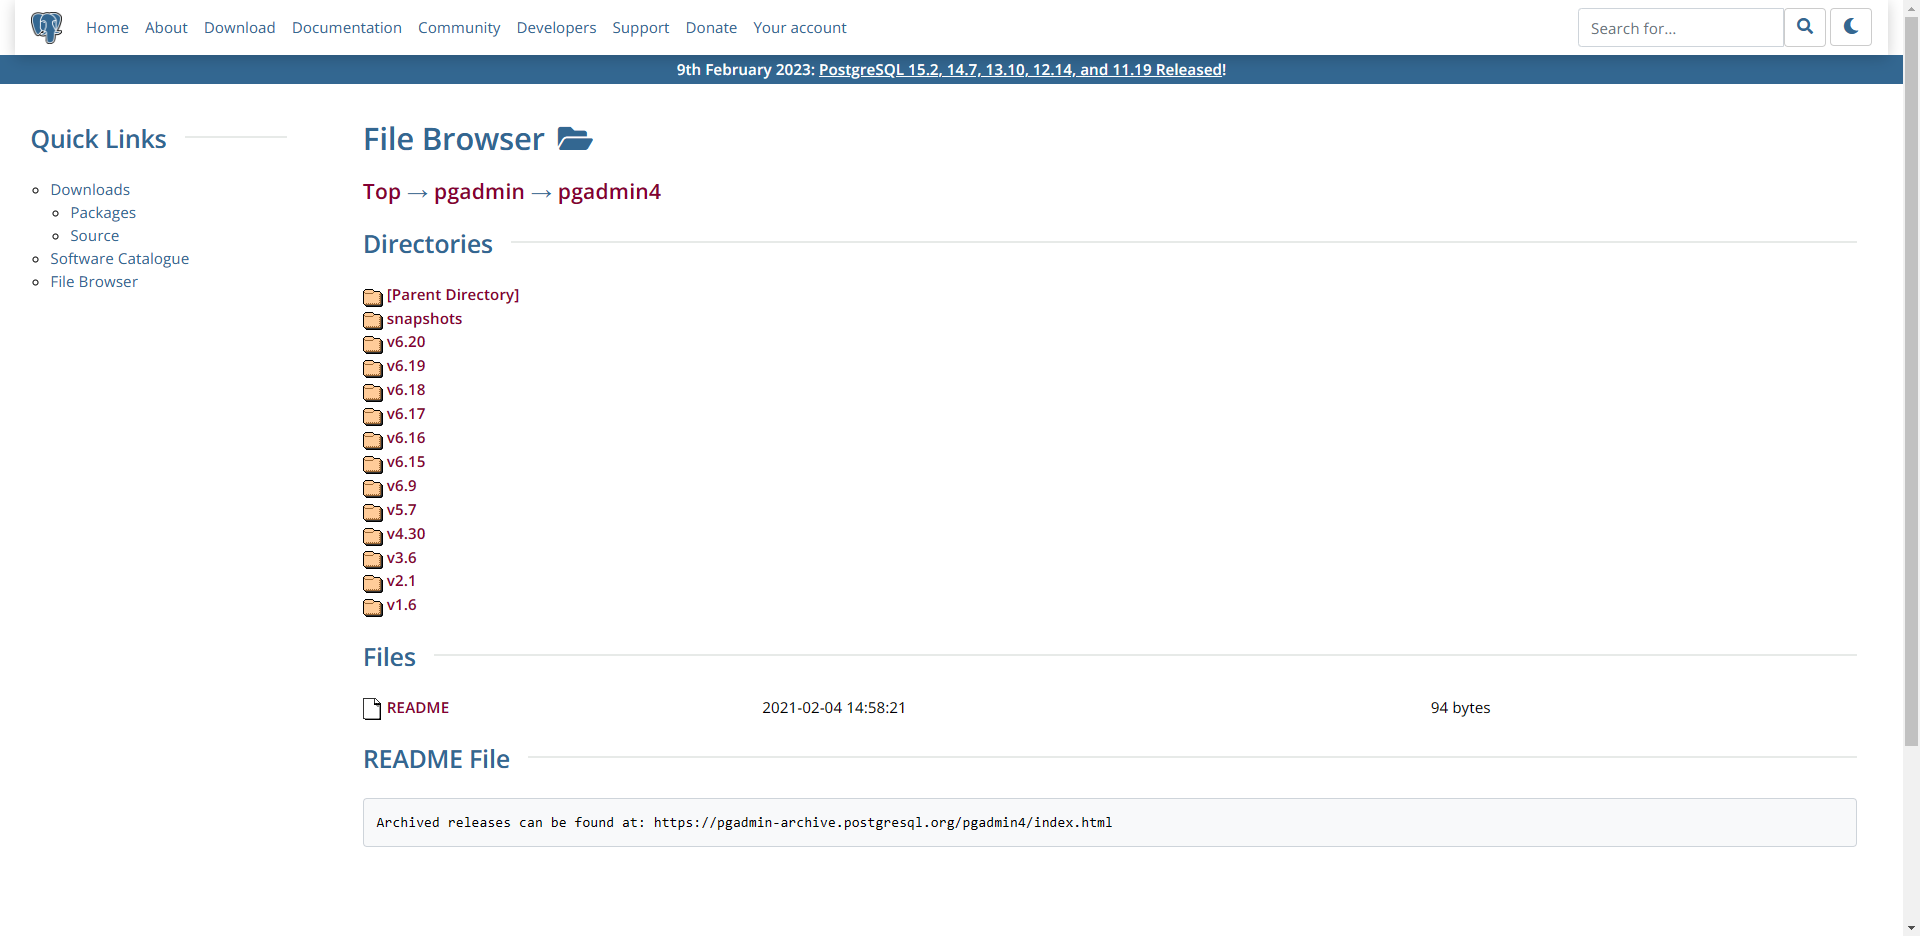 Home About Download Documentation Community Developers Support Donate Your account Search for...
9th February 2023: PostgreSQL 15.2, 14.7, 13.10, 12.14, and 11.19 Released!
Quick Links
Downloads
Packages
Source
Software Catalogue
File Browser
File Browser
Top → pgadmin → pgadmin4
Directories
[Parent Directory]
snapshots
v6.20
v6.19
v6.18
v6.17
v6.16
v6.15
v6.9
v5.7
v4.30
v3.6
v2.1
v1.6
Files
README 2021-02-04 14:58:21 94 bytes
README File
Archived releases can be found at: https://pgadmin-archive.postgresql.org/pgadmin4/index.html